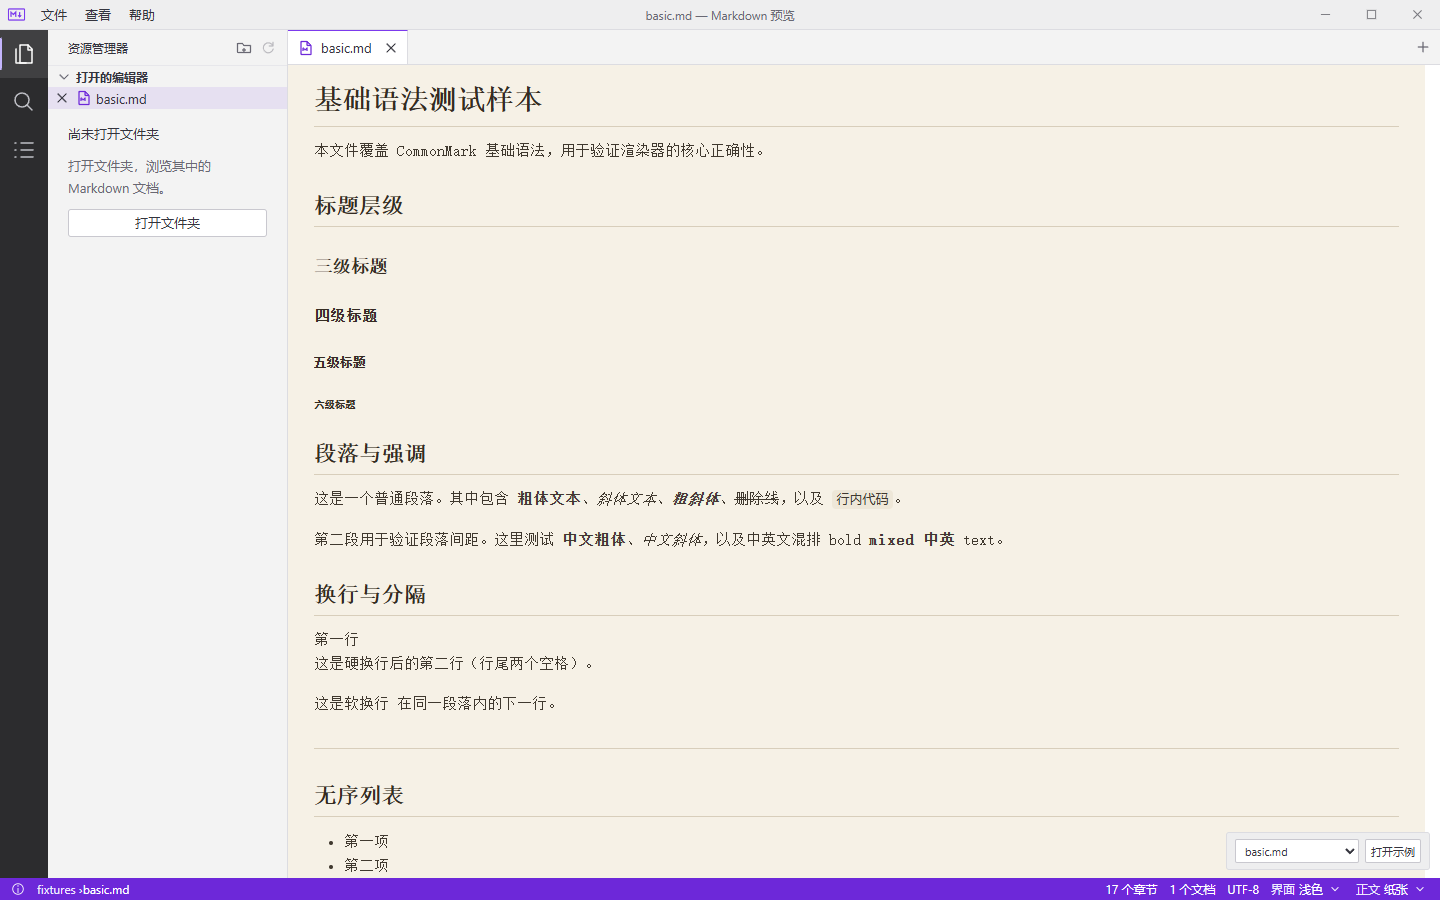 文件 查看 帮助
basic.md — Markdown 预览
资源管理器
basic.md
打开的编辑器
basic.md
尚未打开文件夹
打开文件夹，浏览其中的
Markdown 文档。
打开文件夹
基础语法测试样本
本文件覆盖 CommonMark 基础语法，用于验证渲染器的核心正确性。
标题层级
三级标题
四级标题
五级标题
六级标题
段落与强调
这是一个普通段落。其中包含 粗体文本、斜体文本、粗斜体、删除线，以及 行内代码。
第二段用于验证段落间距。这里测试 中文粗体、中文斜体，以及中英文混排 bold mixed 中英 text。
换行与分隔
第一行
这是硬换行后的第二行（行尾两个空格）。
这是软换行 在同一段落内的下一行。
无序列表
• 第一项
• 第二项
basic.md 打开示例
fixtures ›basic.md
17 个章节 1 个文档 UTF-8 界面 浅色 正文 纸张